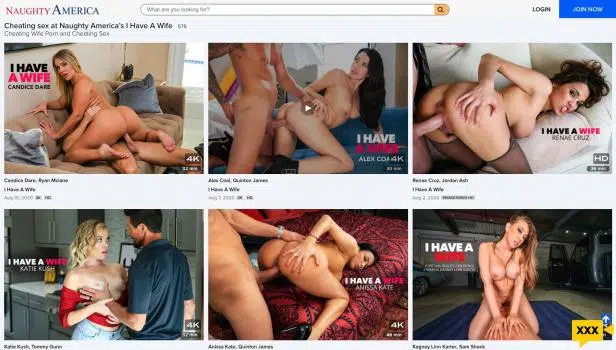 NAUGHTY AMERICA
What are you looking for?
LOGIN
JOIN NOW
Cheating sex at Naughty America's I Have A Wife 676
Cheating Wife Porn and Cheating Sex
I HAVE
A WIFE
CANDICE DARE
4K
32 min
I HAVE
A WIFE
ALEX COAL
4K
30 min
I HAVE A WIFE
RENAE CRUZ
HD
36 min
Candice Dare, Ryan Mclane
I Have A Wife
Aug 10, 2020 4K HD
Alex Coal, Quinton James
I Have A Wife
Aug 7, 2020 4K HD
Renae Cruz, Jordan Ash
I Have A Wife
Aug 2, 2020 REMASTERED HD
I HAVE A WIFE
KATIE KUSH
4K
32 min
I HAVE A WIFE
ANISSA KATE
4K
I HAVE
A WIFE
XXX
Katie Kush, Tommy Gunn
Anissa Kate, Quinton James
Kagney Linn Karter, Sam Shock